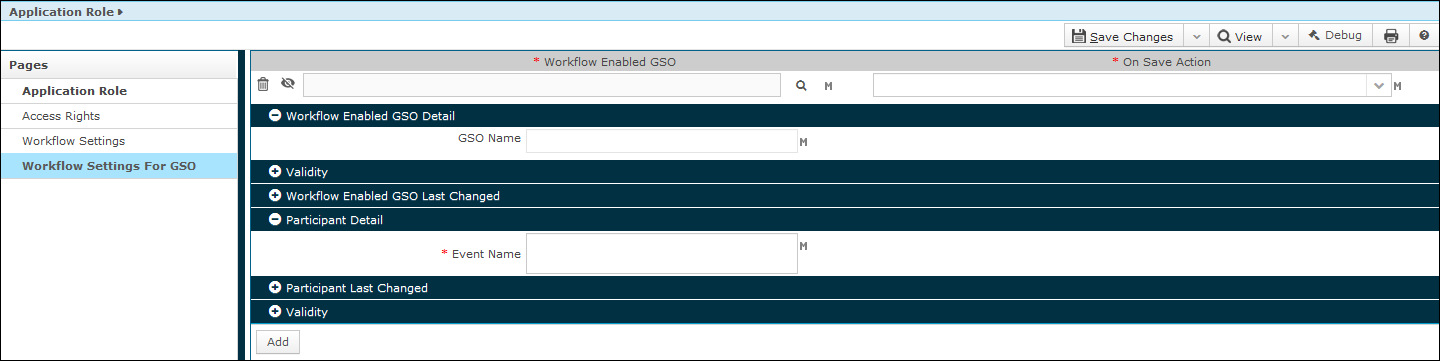 Application Role
Save Changes View Debug
Pages
Application Role
Access Rights
Workflow Settings
Workflow Settings For GSO
* Workflow Enabled GSO * On Save Action
M M
Workflow Enabled GSO Detail
GSO Name M
Validity
Workflow Enabled GSO Last Changed
Participant Detail
* Event Name M
Participant Last Changed
Validity
Add